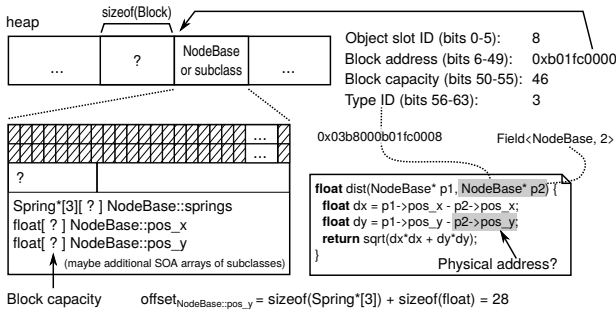 sizeof(Block)
heap
...
?
NodeBase
or subclass
...
Object slot ID (bits 0-5): 8
Block address (bits 6-49): 0xb01fc0000
Block capacity (bits 50-55): 46
Type ID (bits 56-63): 3
...
...
0x03b8000b01fc0008
Field<NodeBase, 2>
?
Spring*[3][ ? ] NodeBase::springs
float[ ? ] NodeBase::pos_x
float[ ? ] NodeBase::pos_y
(maybe additional SOA arrays of subclasses)
float dist(NodeBase* p1, NodeBase* p2) {
float dx = p1->pos_x - p2->pos_x;
float dy = p1->pos_y - p2->pos_y;
return sqrt(dx*dx + dy*dy);
}
Physical address?
Block capacity
offsetNodeBase::pos_y = sizeof(Spring*[3]) + sizeof(float) = 28